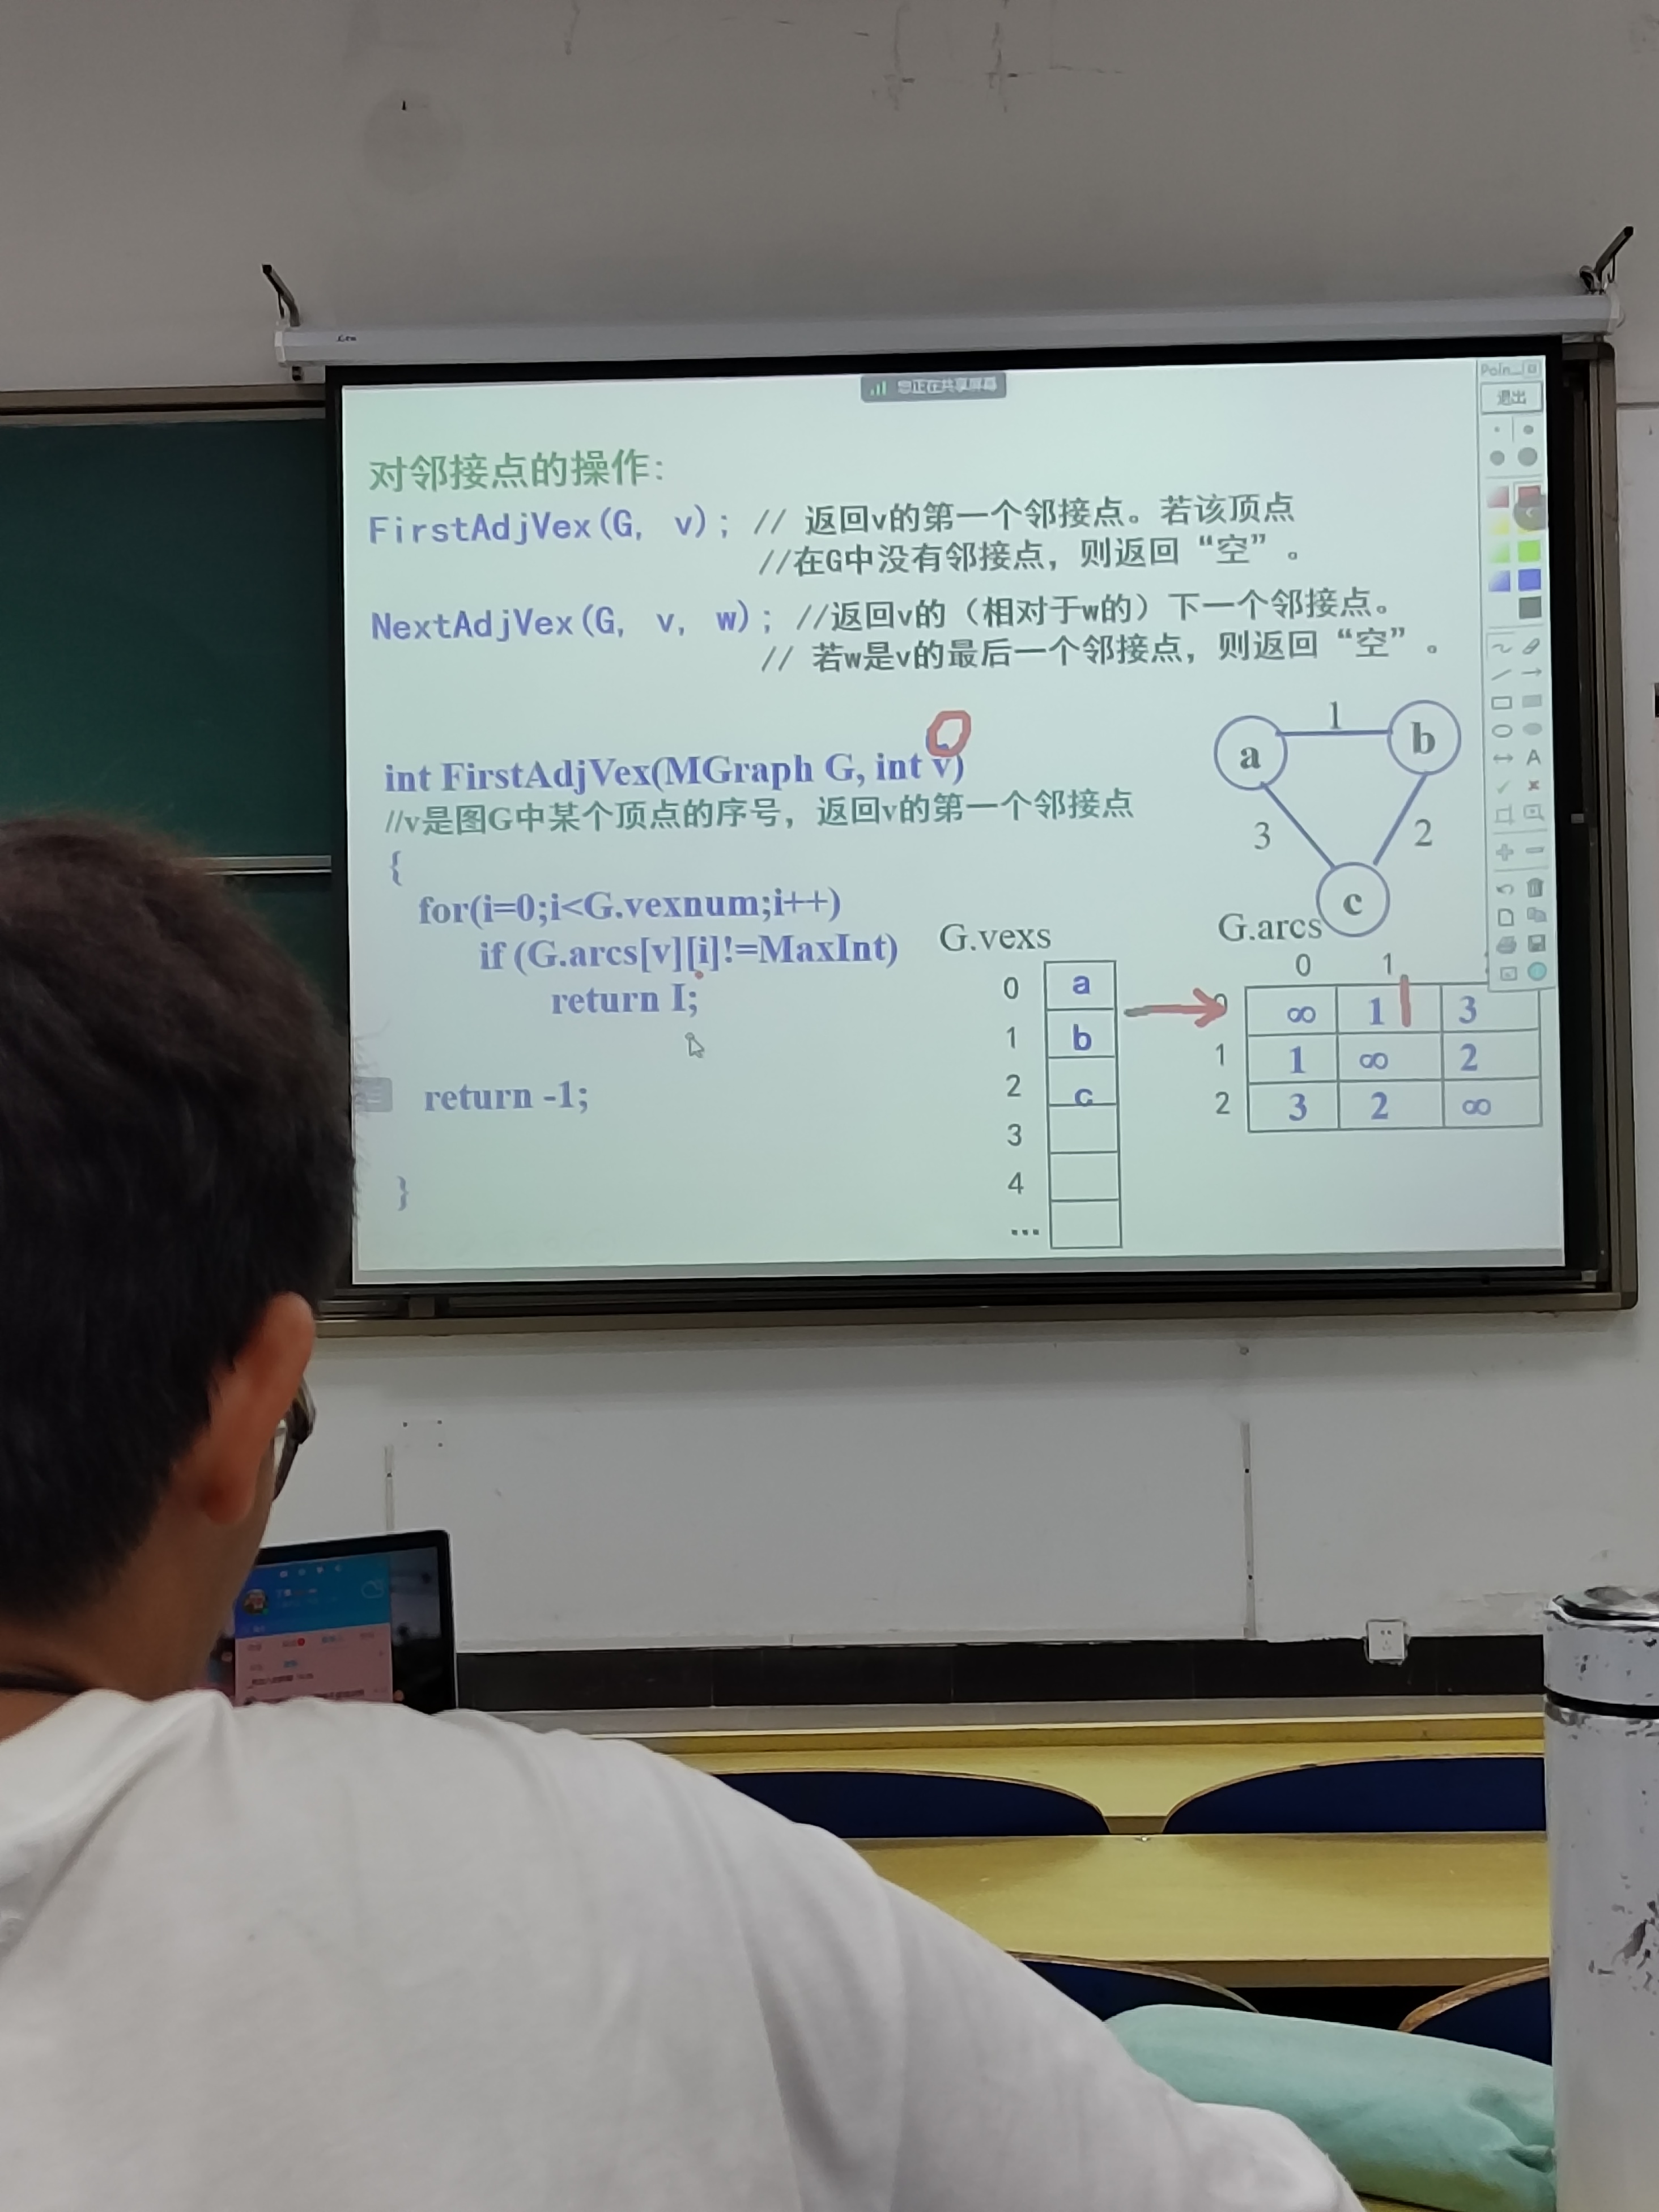 您正在共享屏幕
Poin...
退出
对邻接点的操作:
FirstAdjVex(G, v); // 返回v的第一个邻接点。若该顶点
//在G中没有邻接点, 则返回“空”。
NextAdjVex(G, v, w); //返回v的（相对于w的）下一个邻接点。
// 若w是v的最后一个邻接点, 则返回“空”。
int FirstAdjVex(MGraph G, int v)
//v是图G中某个顶点的序号, 返回v的第一个邻接点
{
for(i=0;i<G.vexnum;i++)
if (G.arcs[v][i]!=MaxInt)
return I;
return -1;
}
a 1 b
3 2
c
G.vexs
0 a
1 b
2 c
3
4
...
G.arcs
0 1
0 ∞ 1 3
1 1 ∞ 2
2 3 2 ∞